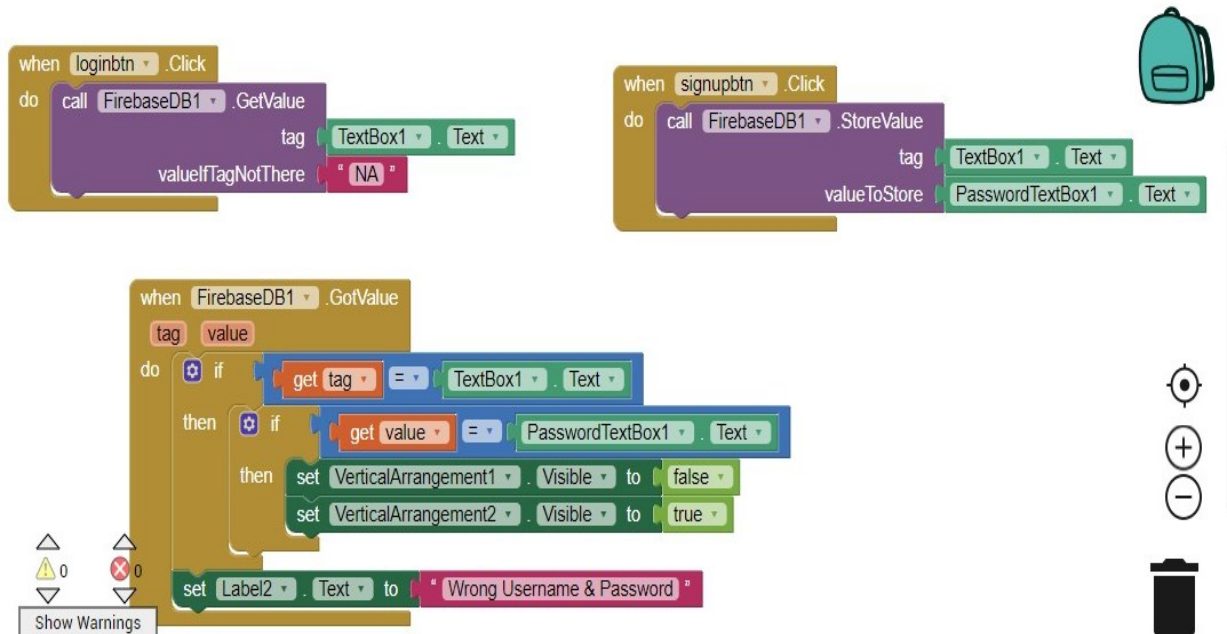 when loginbtn .Click
do call FirebaseDB1 .GetValue
tag TextBox1 . Text
valueIfTagNotThere " NA "
when signupbtn .Click
do call FirebaseDB1 .StoreValue
tag TextBox1 . Text
valueToStore PasswordTextBox1 . Text
when FirebaseDB1 .GotValue
tag value
do if get tag = TextBox1 . Text
then if get value = PasswordTextBox1 . Text
then set VerticalArrangement1 . Visible to false
set VerticalArrangement2 . Visible to true
set Label2 . Text to " Wrong Username & Password "
0 0
Show Warnings